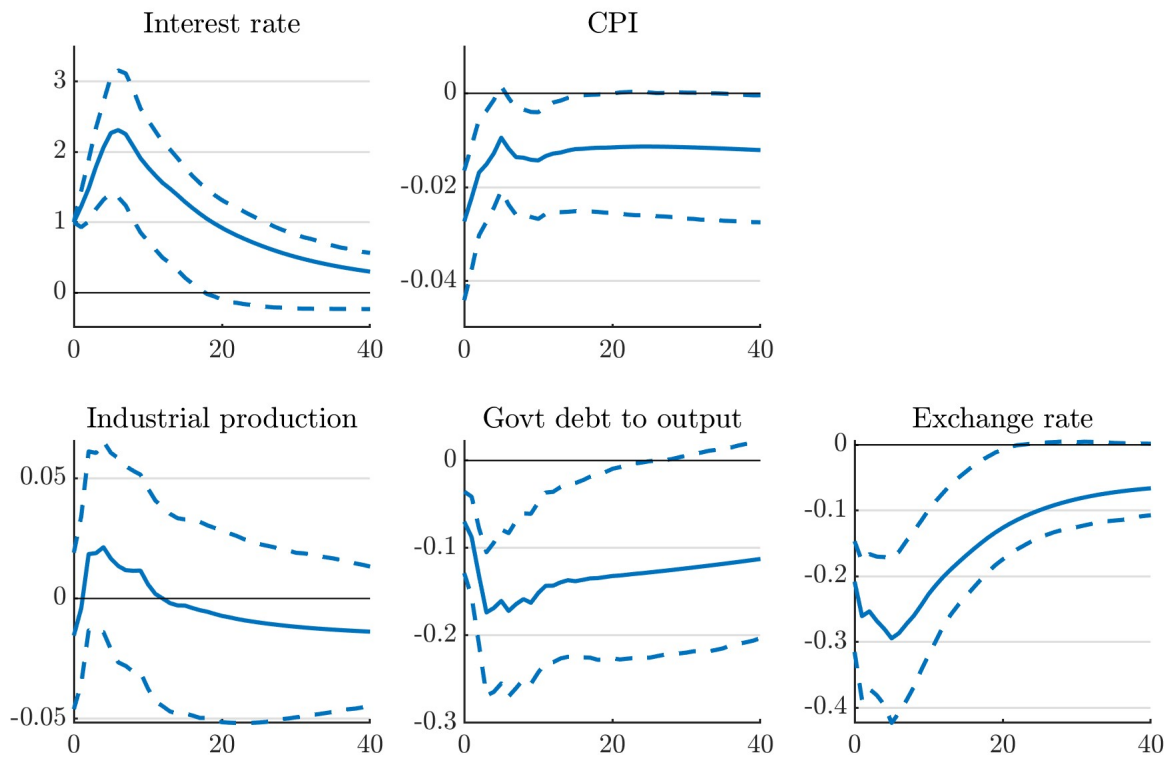 Interest rate
3
2
1
0
0 20 40
CPI
0
-0.02
-0.04
0 20 40
Industrial production
0.05
0
-0.05
0 20 40
Govt debt to output
0
-0.1
-0.2
-0.3
0 20 40
Exchange rate
0
-0.1
-0.2
-0.3
-0.4
0 20 40